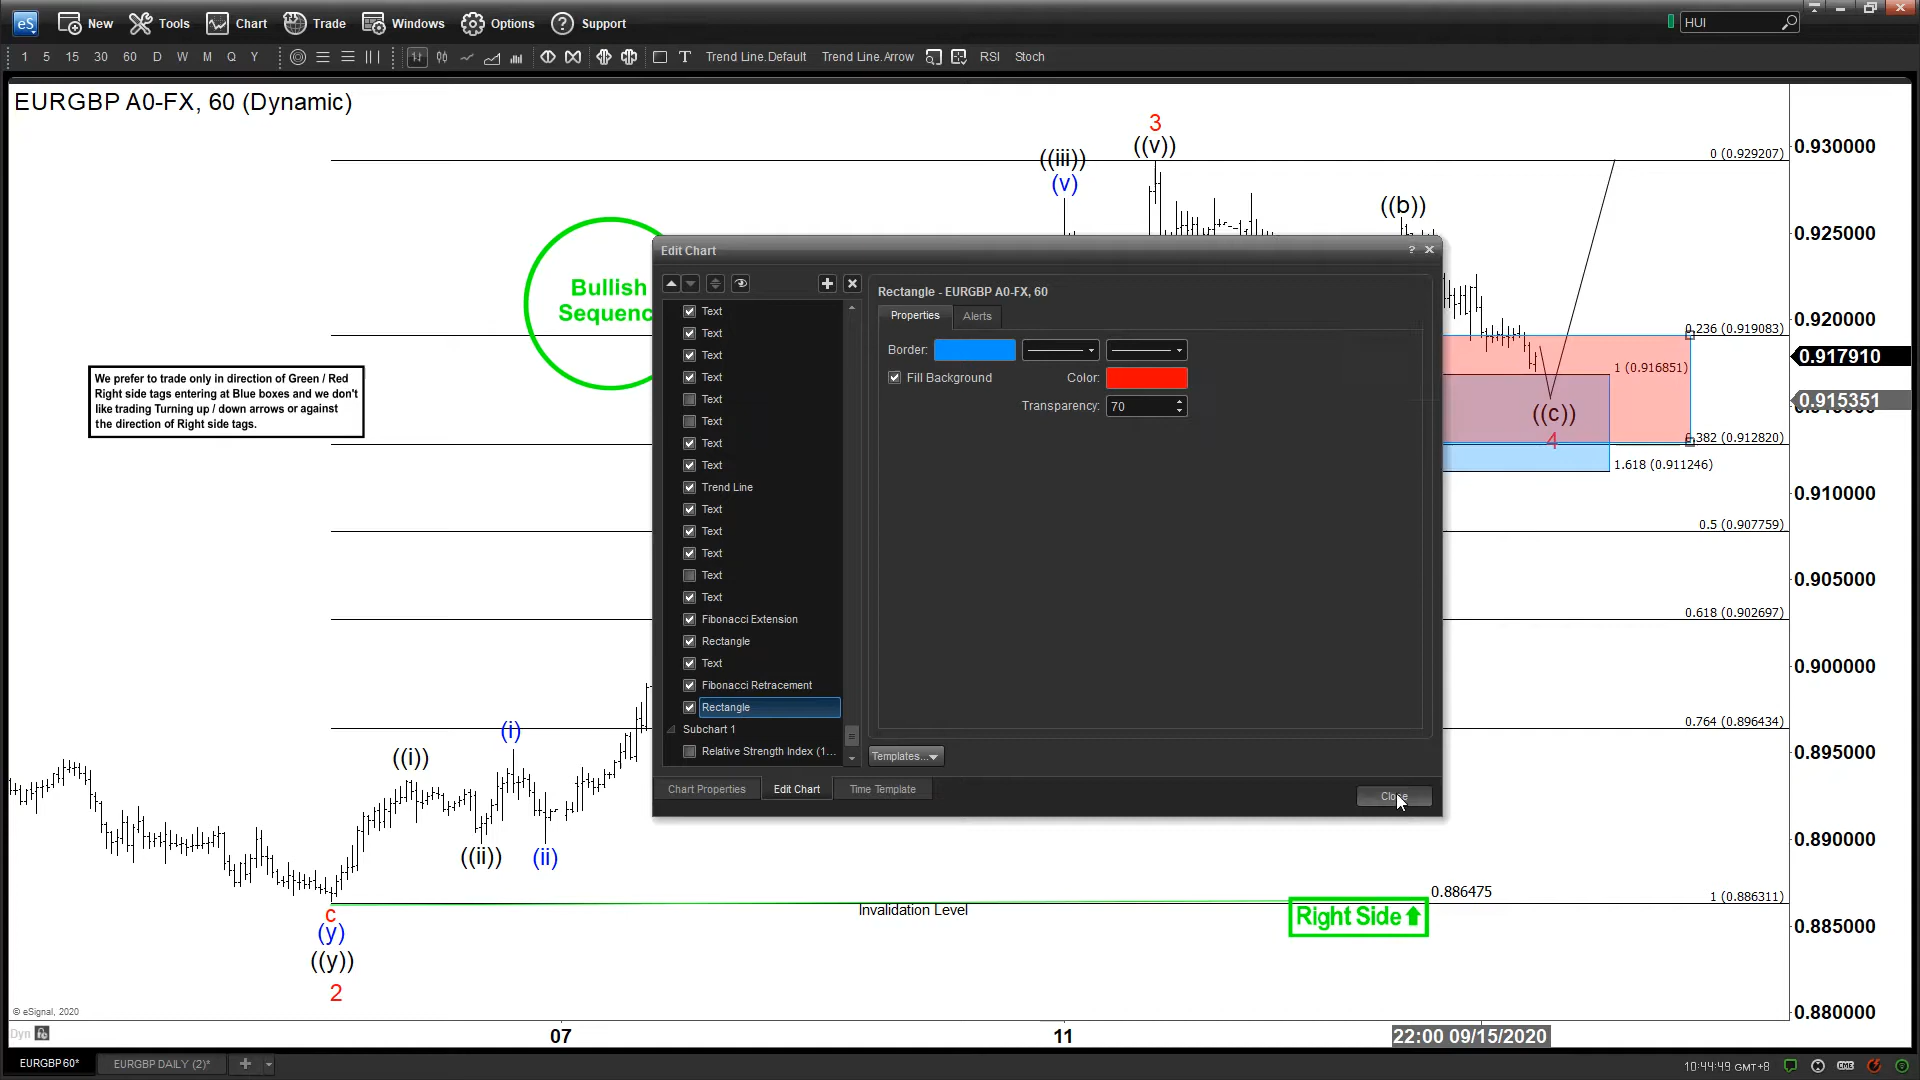 eS New Tools Chart Trade Windows Options ? Support HUI
1 5 15 30 60 D W M Q Y T Trend Line.Default Trend Line.Arrow RSI Stoch
EURGBP A0-FX, 60 (Dynamic)
3
((iii)) ((v))
(v)
((b))
0 (0.929207)
0.930000
0.925000
0.920000
0.917910
0.915351
0.910000
0.905000
0.900000
0.895000
0.890000
0.885000
0.880000
0.236 (0.919083)
1 (0.916851)
((c))
4
0.382 (0.912820)
1.618 (0.911246)
0.5 (0.907759)
0.618 (0.902697)
0.764 (0.896434)
1 (0.886311)
Bullish
Sequenc
We prefer to trade only in direction of Green / Red
Right side tags entering at Blue boxes and we don't
like trading Turning up / down arrows or against
the direction of Right side tags.
Edit Chart ?
Text
Text
Text
Text
Text
Text
Text
Text
Trend Line
Text
Text
Text
Text
Text
Fibonacci Extension
Rectangle
Text
Fibonacci Retracement
Rectangle
Subchart 1
Relative Strength Index (1...
Rectangle - EURGBP A0-FX, 60
Properties Alerts
Border:
Fill Background Color:
Transparency: 70
Templates...
Chart Properties Edit Chart Time Template
Close
((i))
(i)
((ii))
(ii)
c
(y)
((y))
2
Invalidation Level
0.886475
Right Side
© eSignal, 2020
Dyn
07 11 22:00 09/15/2020
EURGBP 60* EURGBP DAILY (2)* +
10:44:49 GMT+8 CME